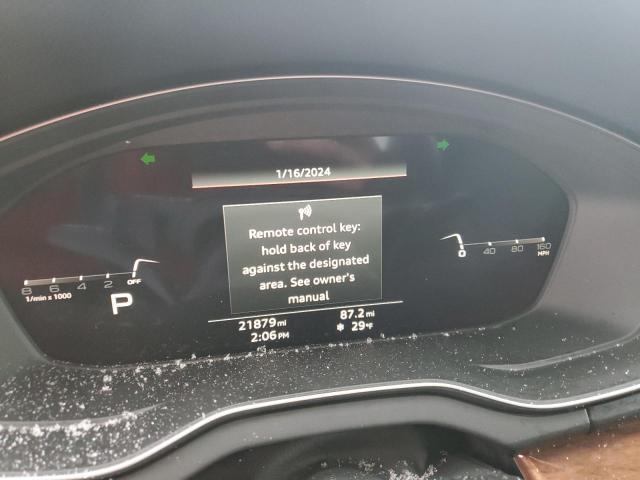 1/16/2024
Remote control key:
hold back of key
against the designated
area. See owner's
manual
8 6 4 2 OFF
1/min x 1000
P
0 40 80 160
MPH
21879 mi 87.2 mi
2:06 PM ❄ 29°F